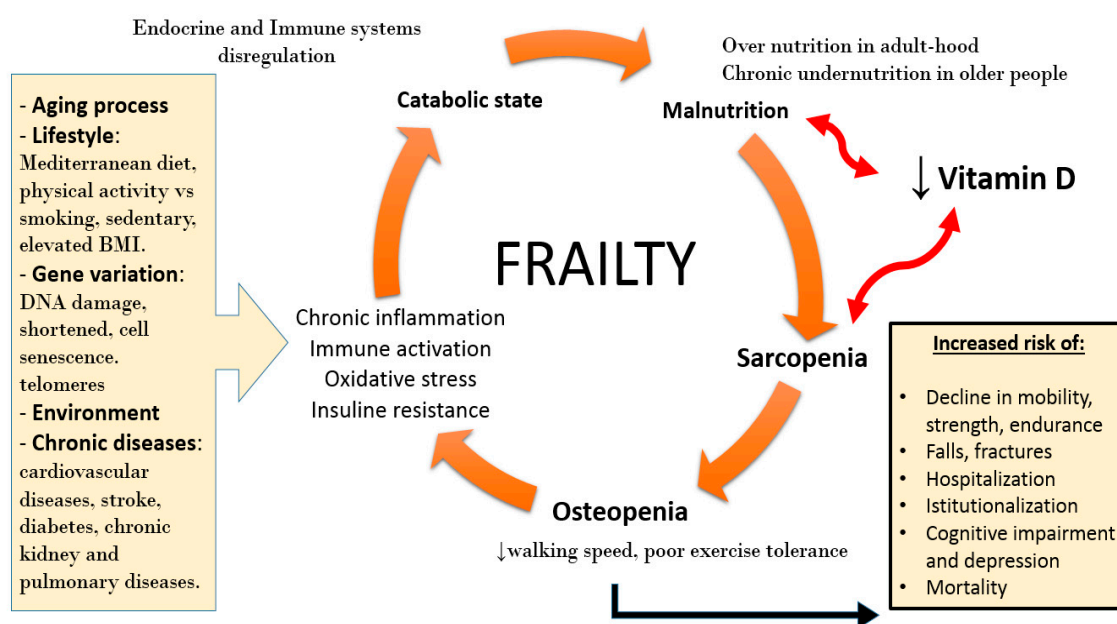 Endocrine and Immune systems
disregulation
Over nutrition in adult-hood
Chronic undernutrition in older people
Catabolic state
Malnutrition
- Aging process
- Lifestyle:
Mediterranean diet,
physical activity vs
smoking, sedentary,
elevated BMI.
- Gene variation:
DNA damage,
shortened, cell
senescence.
telomeres
- Environment
- Chronic diseases:
cardiovascular
diseases, stroke,
diabetes, chronic
kidney and
pulmonary diseases.
↓ Vitamin D
FRAILTY
Chronic inflammation
Immune activation
Oxidative stress
Insuline resistance
Sarcopenia
Osteopenia
↓walking speed, poor exercise tolerance
Increased risk of:
• Decline in mobility,
strength, endurance
• Falls, fractures
• Hospitalization
• Istitutionalization
• Cognitive impairment
and depression
• Mortality